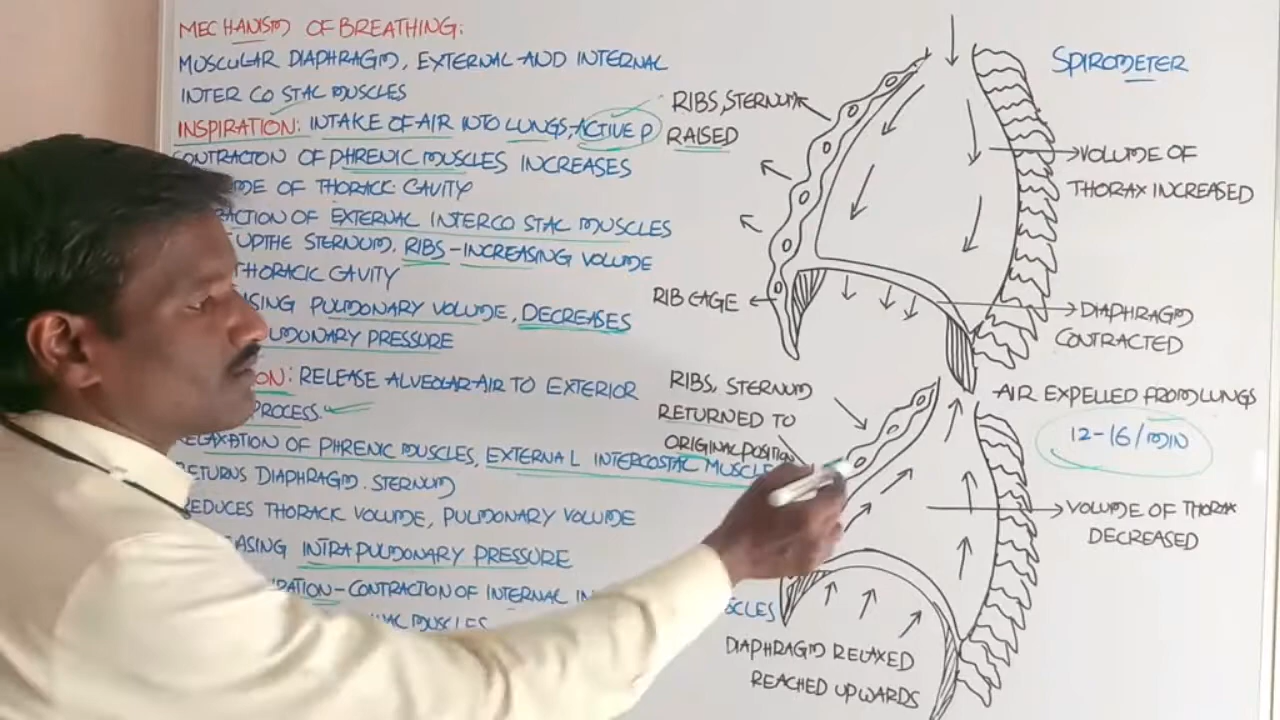 MECHANISM OF BREATHING:
MUSCULAR DIAPHRAGM, EXTERNAL AND INTERNAL
INTER CO STAL MUSCLES
INSPIRATION: INTAKE OF AIR INTO LUNGS, ACTIVE P
CONTRACTION OF PHRENIC MUSCLES INCREASES
OF THORACIC CAVITY
OF EXTERNAL INTERCO STAL MUSCLES
UP THE STERNUM, RIBS - INCREASING VOLUME
THORACIC CAVITY
PULMONARY VOLUME, DECREASES
PULMONARY PRESSURE
: RELEASE ALVEOLAR AIR TO EXTERIOR
PROCESS.
RELAXATION OF PHRENIC MUSCLES, EXTERNAL INTERCOSTAL MUSCLE
RETURNS DIAPHRAGM. STERNUM
REDUCES THORACIC VOLUME, PULMONARY VOLUME
INTRAPULMONARY PRESSURE
- CONTRACTION OF INTERNAL
MUSCLES
RIBS, STERNUM
RAISED
RIB CAGE
SPIROMETER
VOLUME OF
THORAX INCREASED
DIAPHRAGM
CONTRACTED
RIBS, STERNUM
RETURNED TO
ORIGINAL POSITION
AIR EXPELLED FROM LUNGS
12-16/MIN
VOLUME OF THORAX
DECREASED
DIAPHRAGM RELAXED
REACHED UPWARDS